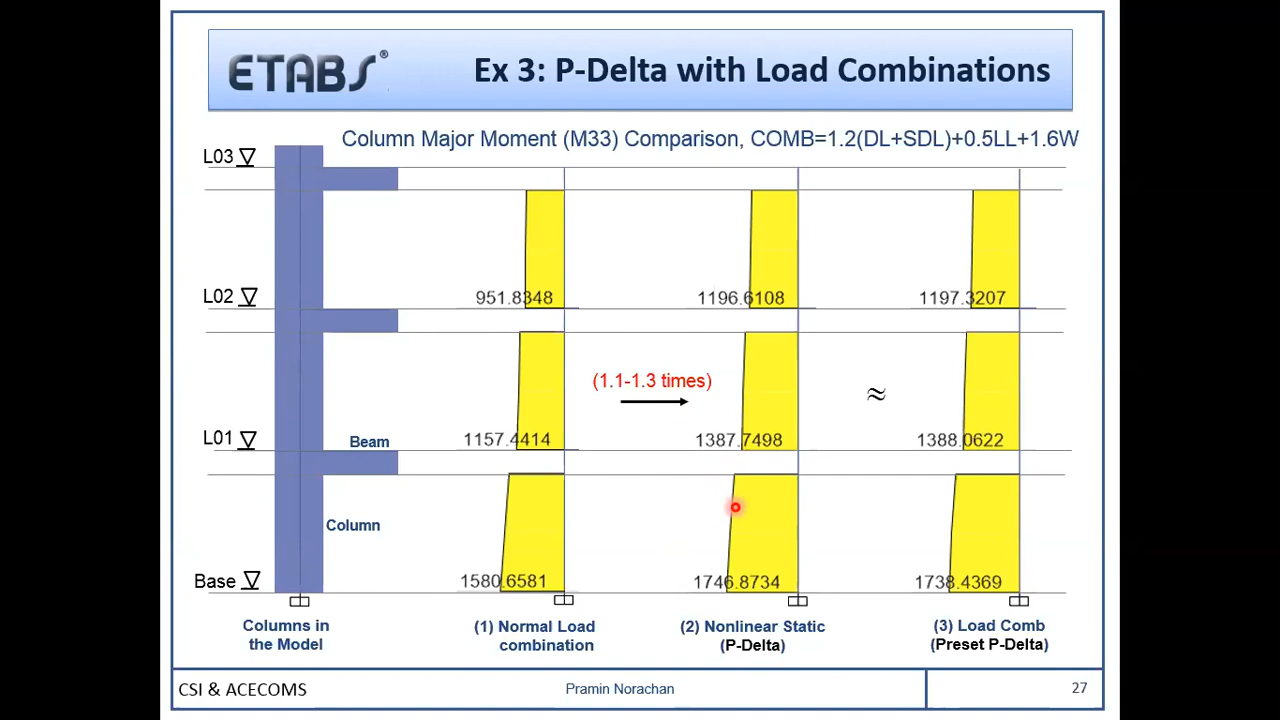 ETABS®
Ex 3: P-Delta with Load Combinations
Column Major Moment (M33) Comparison, COMB=1.2(DL+SDL)+0.5LL+1.6W
L03
L02
951.8348
1196.6108
1197.3207
(1.1-1.3 times)
≈
L01
Beam
1157.4414
1387.7498
1388.0622
Column
Base
1580.6581
1746.8734
1738.4369
Columns in
the Model
(1) Normal Load
combination
(2) Nonlinear Static
(P-Delta)
(3) Load Comb
(Preset P-Delta)
CSI & ACECOMS
Pramin Norachan
27